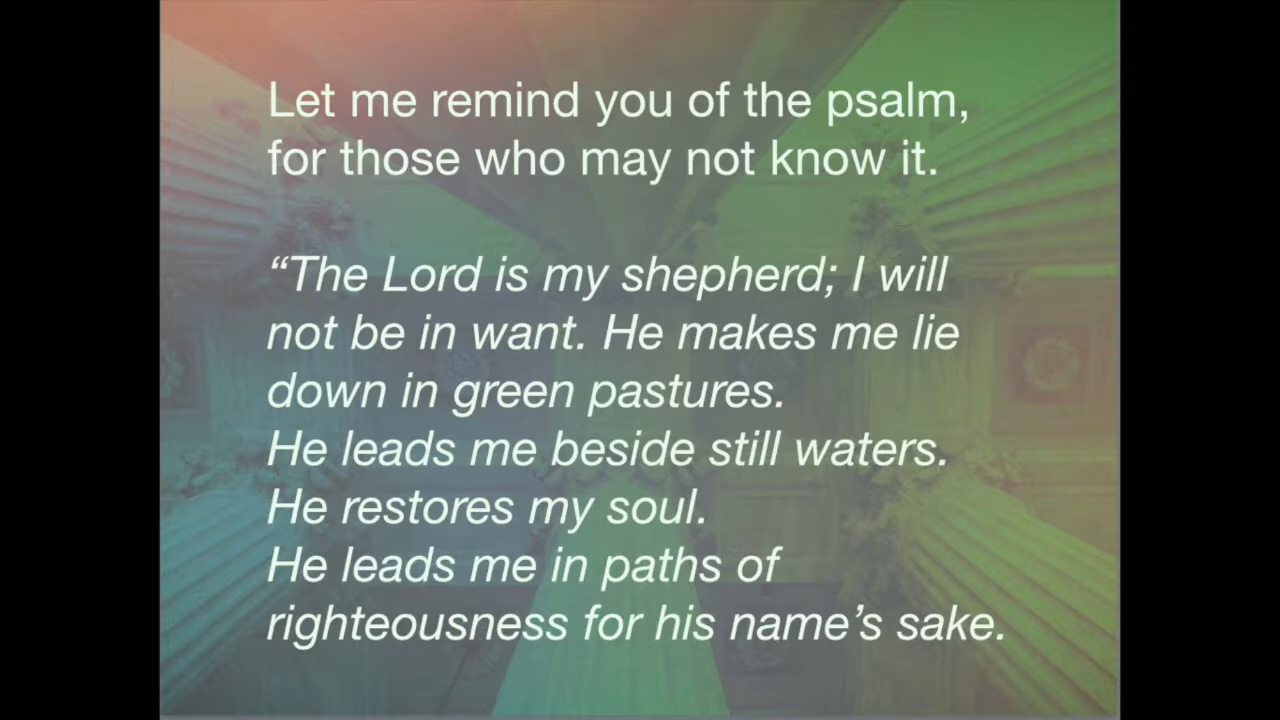 Let me remind you of the psalm,
for those who may not know it.
“The Lord is my shepherd; I will
not be in want. He makes me lie
down in green pastures.
He leads me beside still waters.
He restores my soul.
He leads me in paths of
righteousness for his name’s sake.